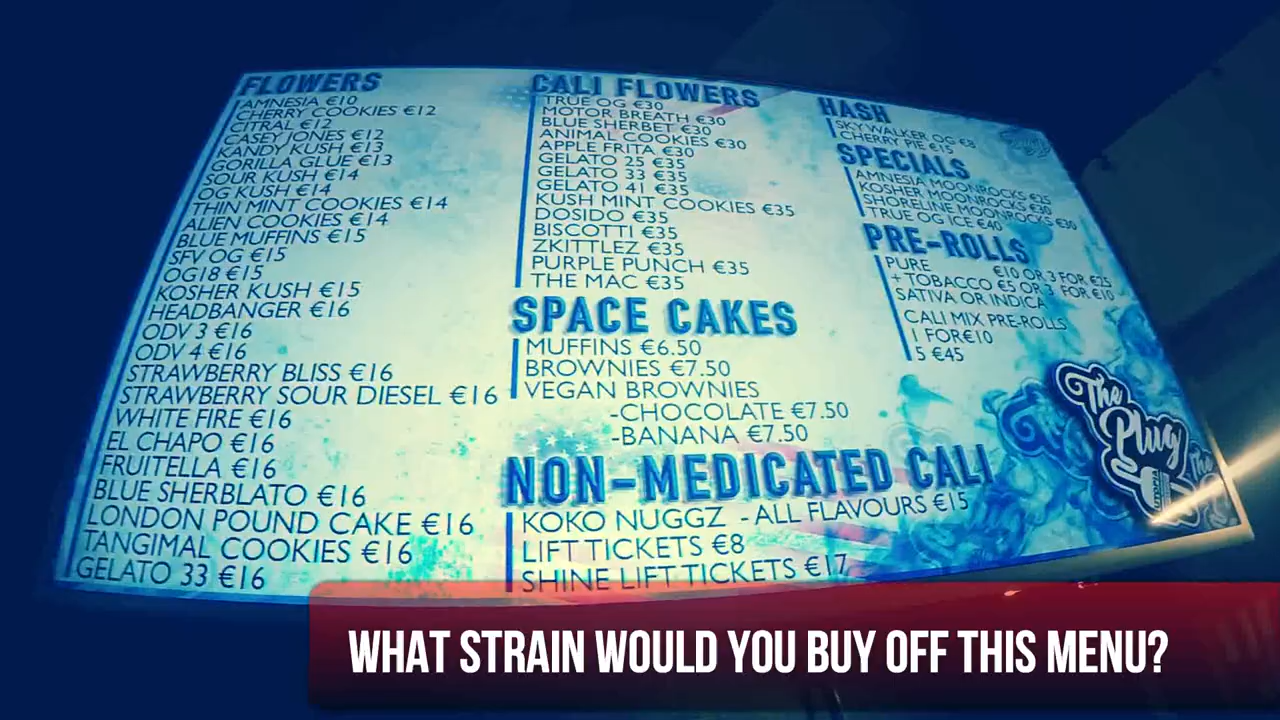 FLOWERS
AMNESIA €10
CHERRY COOKIES €12
CITRAL €12
CASEY JONES €12
KANDY KUSH €13
GORILLA GLUE €13
SOUR KUSH €14
OG KUSH €14
THIN MINT COOKIES €14
ALIEN COOKIES €14
BLUE MUFFINS €15
SFV OG €15
OG18 €15
KOSHER KUSH €15
HEADBANGER €16
ODV 3 €16
ODV 4 €16
STRAWBERRY BLISS €16
STRAWBERRY SOUR DIESEL €16
WHITE FIRE €16
EL CHAPO €16
FRUITELLA €16
BLUE SHERBLATO €16
LONDON POUND CAKE €16
TANGIMAL COOKIES €16
GELATO 33 €16
CALI FLOWERS
TRUE OG €30
MOTOR BREATH €30
BLUE SHERBET €30
ANIMAL COOKIES €30
APPLE FRITA €30
GELATO 25 €35
GELATO 33 €35
GELATO 41 €35
KUSH MINT COOKIES €35
DOSIDO €35
BISCOTTI €35
ZKITTLEZ €35
PURPLE PUNCH €35
THE MAC €35
SPACE CAKES
MUFFINS €6.50
BROWNIES €7.50
VEGAN BROWNIES
-CHOCOLATE €7.50
-BANANA €7.50
NON-MEDICATED CALI
KOKO NUGGZ -ALL FLAVOURS €15
LIFT TICKETS €8
SHINE LIFT TICKETS €17
HASH
SKYWALKER OG €8
CHERRY PIE €15
SPECIALS
AMNESIA MOONROCKS €25
KOSHER MOONROCKS €30
SHORELINE MOONROCKS €30
TRUE OG ICE €40
PRE-ROLLS
PURE €10 OR 3 FOR €25
+ TOBACCO €5 OR 3 FOR €10
SATIVA OR INDICA
CALI MIX PRE-ROLLS
1 FOR €10
5 €45
The Plug
The
WHAT STRAIN WOULD YOU BUY OFF THIS MENU?